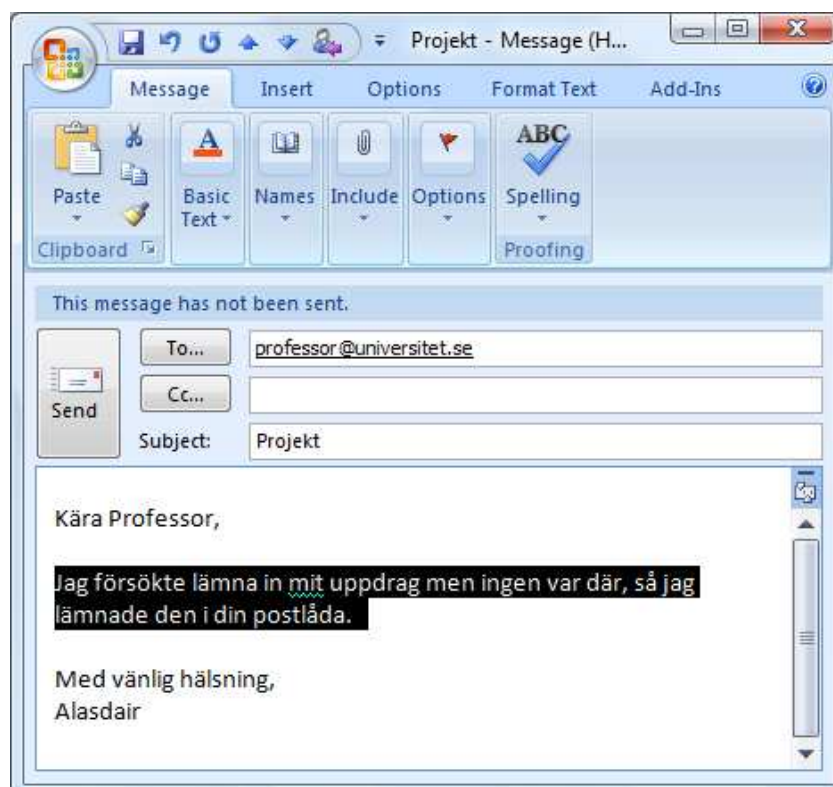 Projekt - Message (H...
Message Insert Options Format Text Add-Ins
ABC
Paste Basic Text Names Include Options Spelling
Clipboard Proofing
This message has not been sent.
To... professor@universitet.se
Cc...
Send
Subject: Projekt
Kära Professor,
Jag försökte lämna in mit uppdrag men ingen var där, så jag
lämnade den i din postlåda.
Med vänlig hälsning,
Alasdair